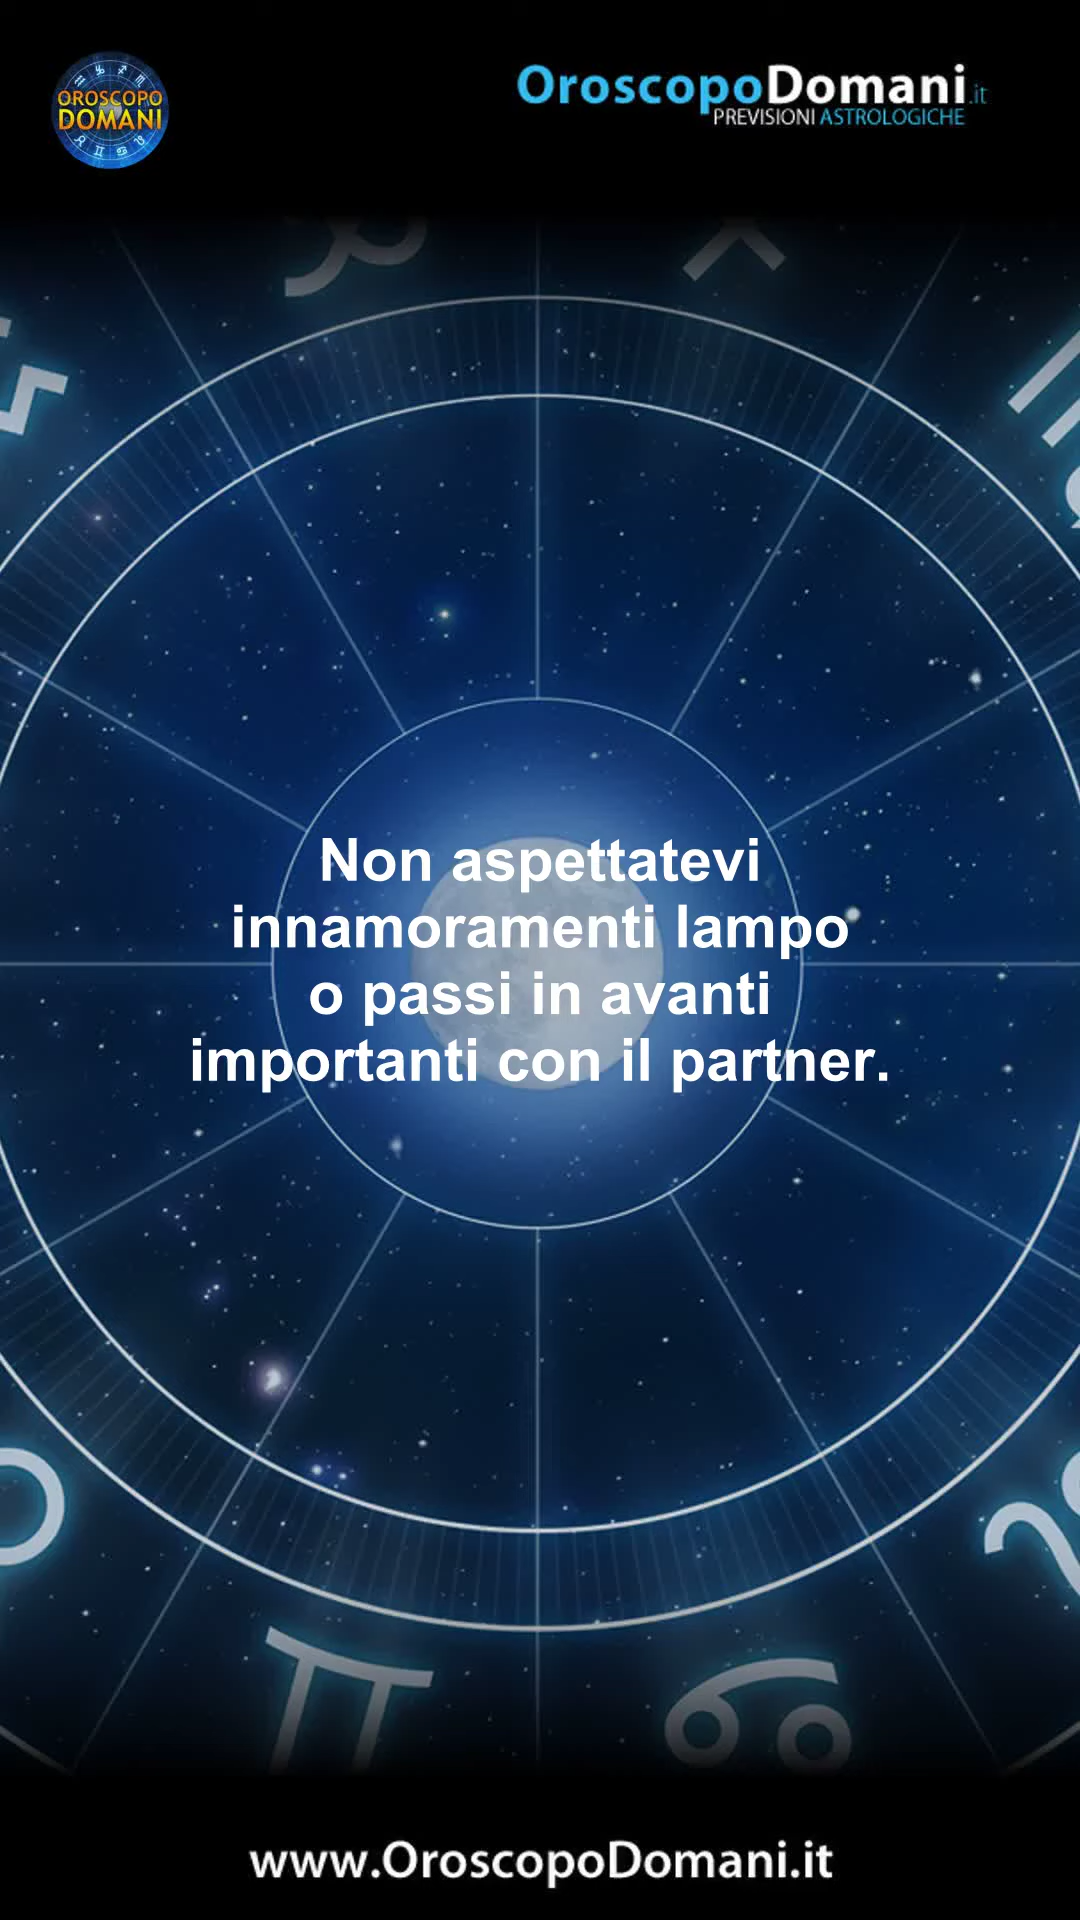 OROSCOPO
DOMANI
OroscopoDomani.it
PREVISIONI ASTROLOGICHE
Non aspettatevi
innamoramenti lampo
o passi in avanti
importanti con il partner.
www.OroscopoDomani.it